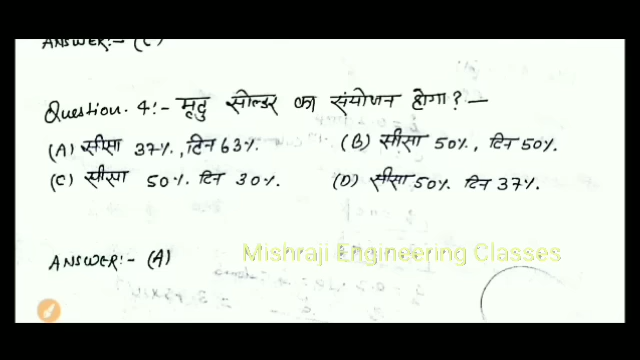 ANSWER:- (C)
Question. 4:- मृदु सोल्डर का संयोजन होगा? —
(A) सीसा 37%, टिन 63%. (B) सीसा 50%, टिन 50%.
(C) सीसा 50%. टिन 30%. (D) सीसा 50%. टिन 37%.
ANSWER:- (A)
Mishraji Engineering Classes